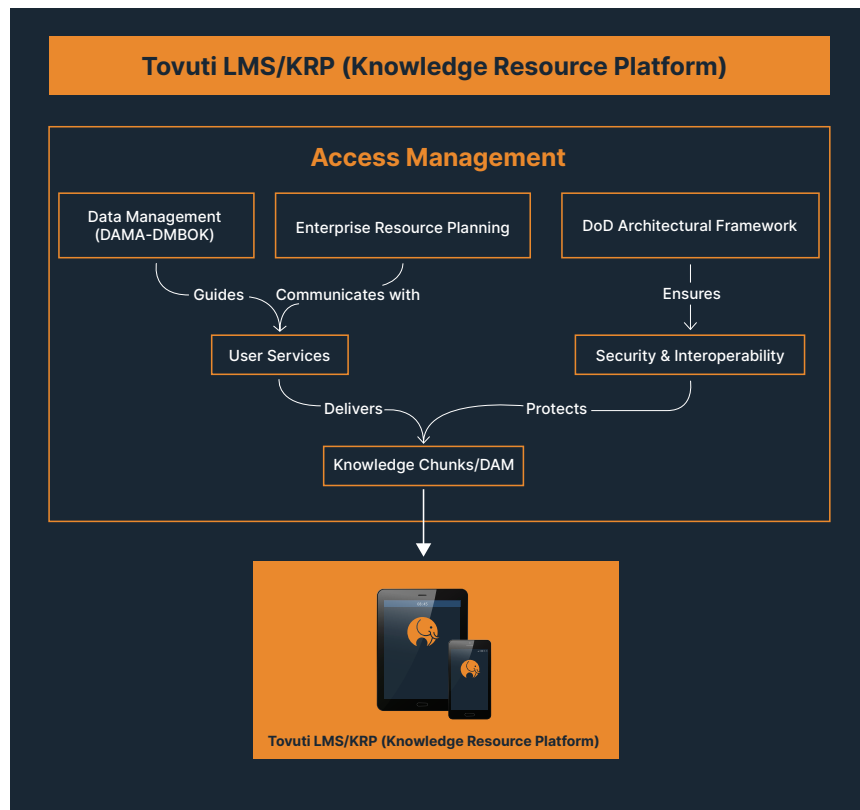 Tovuti LMS/KRP (Knowledge Resource Platform)
Access Management
Data Management
(DAMA-DMBOK)
Enterprise Resource Planning
DoD Architectural Framework
Guides
Communicates with
Ensures
User Services
Security & Interoperability
Delivers
Protects
Knowledge Chunks/DAM
Tovuti LMS/KRP (Knowledge Resource Platform)